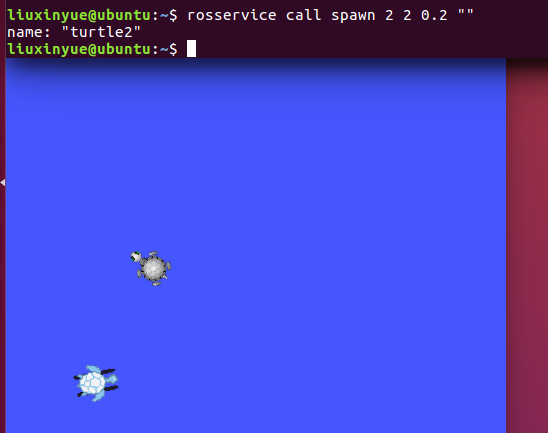 liuxinyue@ubuntu:~$ rosservice call spawn 2 2 0.2 ""
name: "turtle2"
liuxinyue@ubuntu:~$